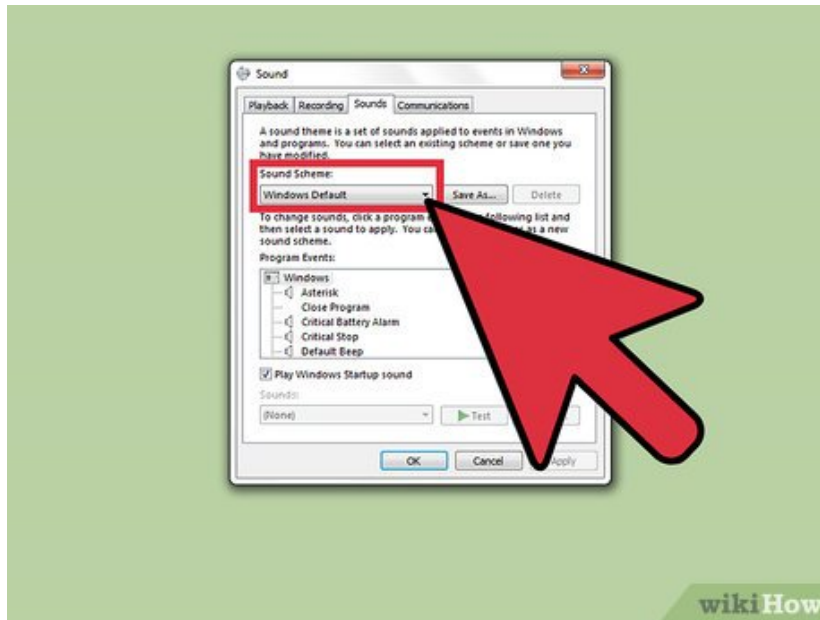 Sound
Playback Recording Sounds Communications
A sound theme is a set of sounds applied to events in Windows
and programs. You can select an existing scheme or save one you
have modified.
Sound Scheme:
Windows Default Save As... Delete
To change sounds, click a program following list and
then select a sound to apply. You as a new
sound scheme.
Program Events:
Windows
Asterisk
Close Program
Critical Battery Alarm
Critical Stop
Default Beep
Play Windows Startup sound
Sounds:
(None) Test
OK Cancel Apply
wikiHow